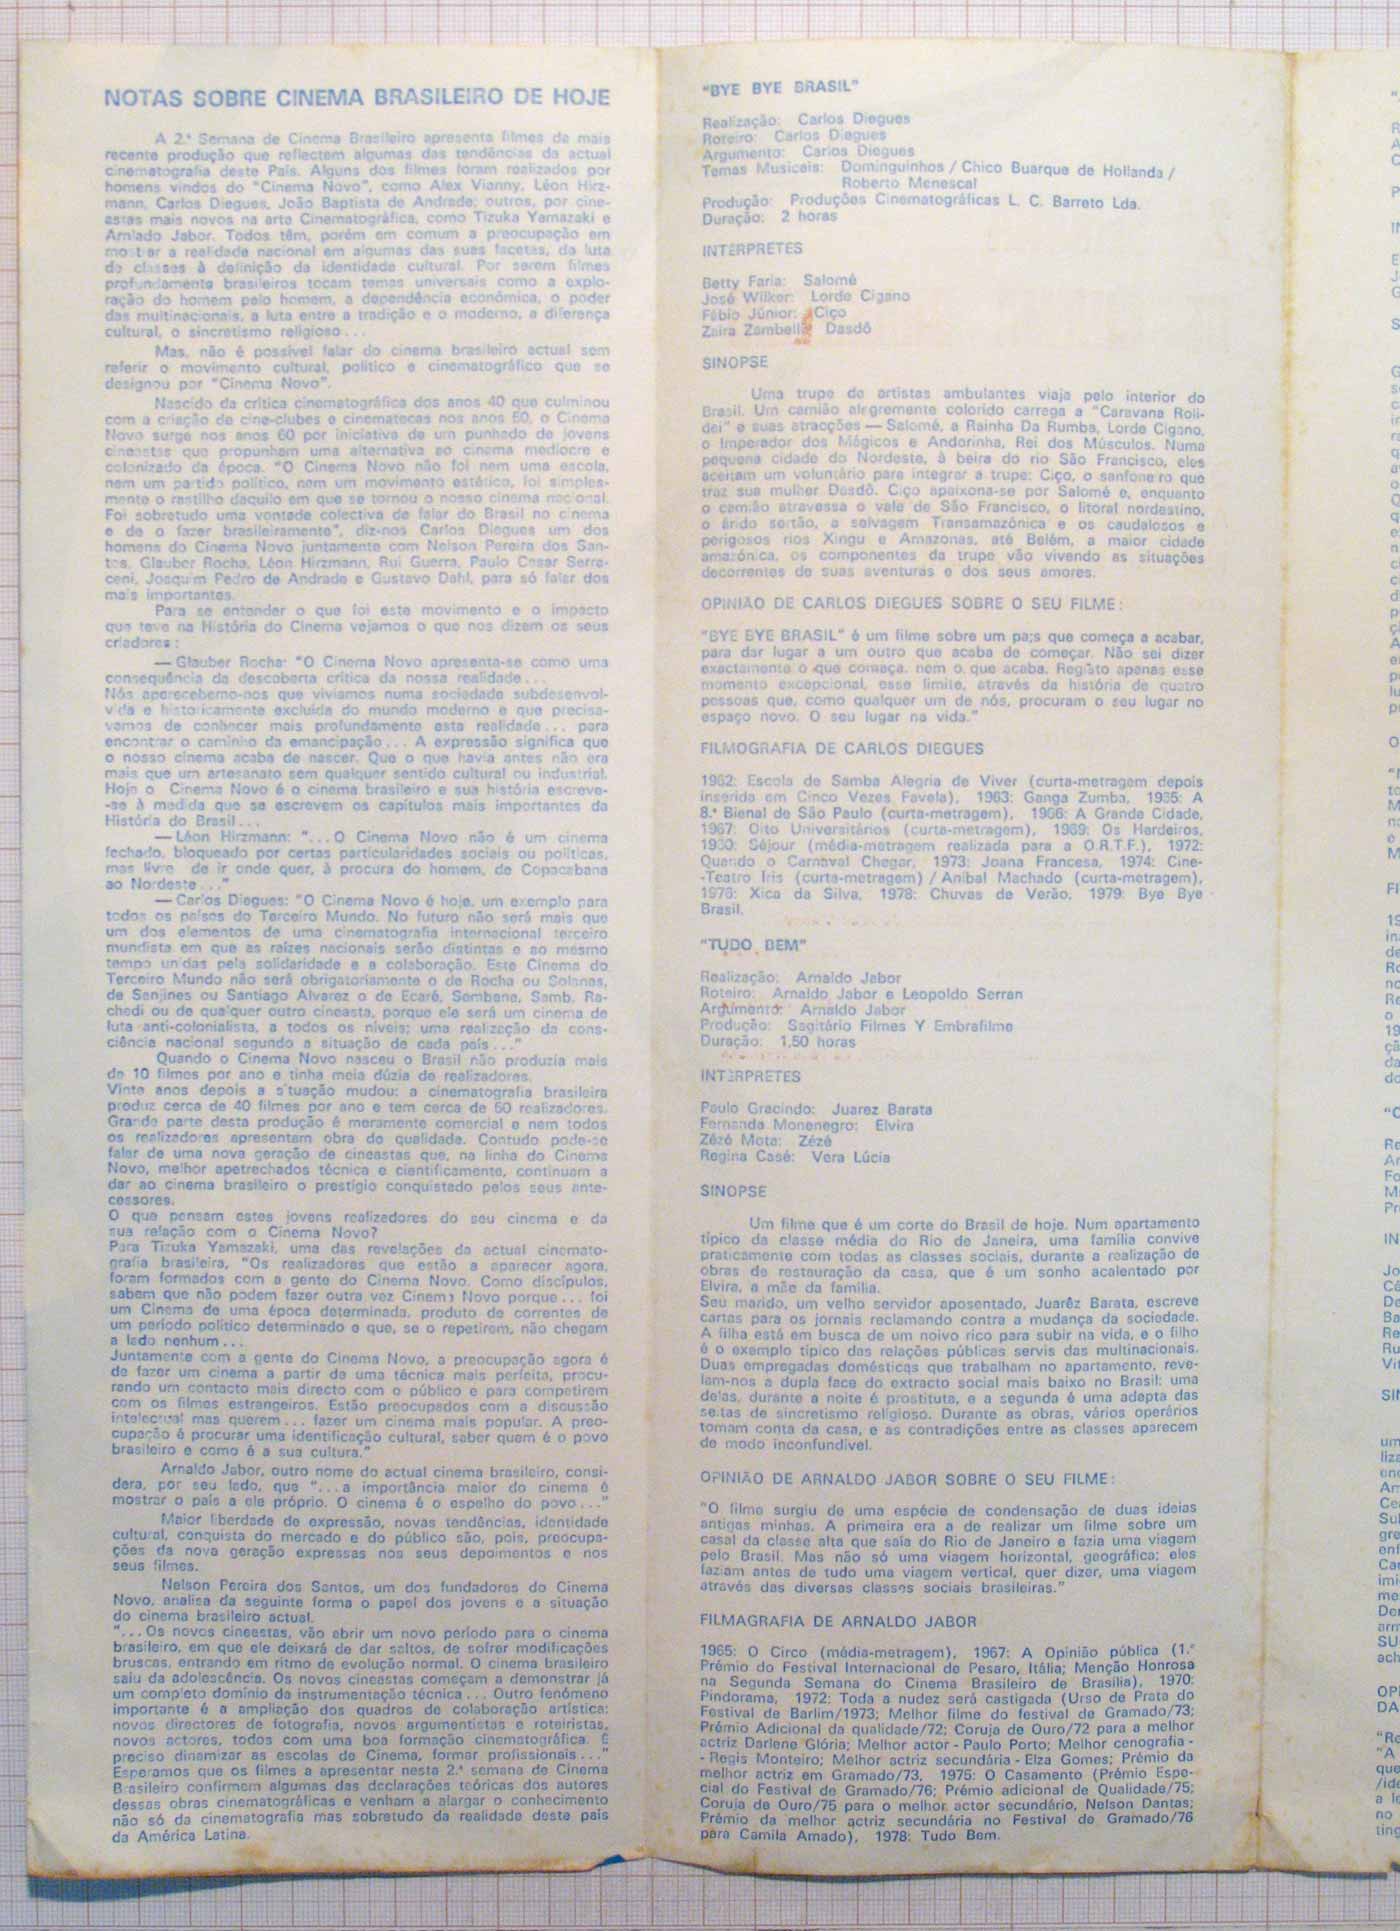 NOTAS SOBRE CINEMA BRASILEIRO DE HOJE
A 2.ª Semana de Cinema Brasileiro apresenta filmes de mais
recente produção que reflectem algumas das tendências da actual
cinematografia deste País. Alguns dos filmes foram realizados por
homens vindos do "Cinema Novo", como Alex Vianny, Léon Hirz-
mann, Carlos Diegues, João Baptista de Andrade; outros, por cine-
astas mais novos na arte Cinematográfica, como Tizuka Yamazaki e
Arnlado Jabor. Todos têm, porém em comum a preocupação em
mostrar a realidade nacional em algumas das suas facetas, da luta
de classes à definição da identidade cultural. Por serem filmes
profundamente brasileiros tocam temas universais como a explo-
ração do homem pelo homem, a dependência económica, o poder
das multinacionais, a luta entre a tradição e o moderno, a diferença
cultural, o sincretismo religioso...
Mas, não é possível falar do cinema brasileiro actual sem
referir o movimento cultural, político e cinematográfico que se
designou por "Cinema Novo".
Nascido da crítica cinematográfica dos anos 40 que culminou
com a criação de cine-clubes e cinematecas nos anos 50, o Cinema
Novo surge nos anos 60 por iniciativa de um punhado de jovens
cineastas que propunham uma alternativa ao cinema medíocre e
colonizado da época. "O Cinema Novo não foi nem uma escola,
nem um partido político, nem um movimento estético, foi simples-
mente o rastilho daquilo em que se tornou o nosso cinema nacional.
Foi sobretudo uma vontade colectiva de falar do Brasil no cinema
e de o fazer brasileiramente", diz-nos Carlos Diegues um dos
homens do Cinema Novo juntamente com Nelson Pereira dos San-
tos, Glauber Rocha, Léon Hirzmann, Rui Guerra, Paulo Cesar Serra-
ceni, Josquim Pedro de Andrade e Gustavo Dahl, para só falar dos
mais importantes.
Para se entender o que foi este movimento e o impacto
que teve na História do Cinema vejamos o que nos dizem os seus
criadores:
— Glauber Rocha: "O Cinema Novo apresenta-se como uma
consequência da descoberta crítica da nossa realidade...
Nós apercebemo-nos que vivíamos numa sociedade subdesenvol-
vida e historicamente excluída do mundo moderno e que precisa-
vamos de conhecer mais profundamente esta realidade... para
encontrar o caminho da emancipação... A expressão significa que
o nosso cinema acaba de nascer. Que o que havia antes não era
mais que um artesanato sem qualquer sentido cultural ou industrial.
Hoje o Cinema Novo é o cinema brasileiro e sua história escreve-
-se à medida que se escrevem os capítulos mais importantes da
História do Brasil...
— Léon Hirzmann: "...O Cinema Novo não é um cinema
fechado, bloqueado por certas particularidades sociais ou políticas,
mas livre de ir onde quer, à procura do homem, de Copacabana
ao Nordeste..."
— Carlos Diegues: "O Cinema Novo é hoje, um exemplo para
todos os países do Terceiro Mundo. No futuro não será mais que
um dos elementos de uma cinematografia internacional terceiro
mundista em que as raízes nacionais serão distintas e ao mesmo
tempo unidas pela solidaridade e a colaboração. Este Cinema do
Terceiro Mundo não será obrigatoriamente o de Rocha ou Solanas,
de Senjines ou Santiago Alvarez o de Ecaré, Sembene, Samb. Ra-
chedi ou de qualquer outro cineasta, porque ele será um cinema de
luta anti-colonialista, a todos os níveis; uma realização da cons-
ciência nacional segundo a situação de cada país..."
Quando o Cinema Novo nasceu o Brasil não produzia mais
de 10 filmes por ano e tinha meia dúzia de realizadores.
Vinte anos depois a situação mudou: a cinematografia brasileira
produz cerca de 40 filmes por ano e tem cerca de 60 realizadores.
Grande parte desta produção é meramente comercial e nem todos
os realizadores apresentam obra de qualidade. Contudo pode-se
falar de uma nova geração de cineastas que, na linha do Cinema
Novo, melhor apetrechados técnica e cientificamente, continuam a
dar ao cinema brasileiro o prestígio conquistado pelos seus ante-
cessores.
O que pensam estes jovens realizadores do seu cinema e da
sua relação com o Cinema Novo?
Para Tizuka Yamazaki, uma das revelações da actual cinemato-
grafia brasileira, "Os realizadores que estão a aparecer agora,
foram formados com a gente do Cinema Novo. Como discípulos,
sabem que não podem fazer outra vez Cinema Novo porque... foi
um Cinema de uma época determinada, produto de correntes de
um período político determinado e que, se o repetirem, não chegam
a lado nenhum...
Juntamente com a gente do Cinema Novo, a preocupação agora é
de fazer um cinema a partir de uma técnica mais perfeita, procu-
rando um contacto mais directo com o público e para competirem
com os filmes estrangeiros. Estão preocupados com a discussão
intelectual mas querem... fazer um cinema mais popular. A preo-
cupação é procurar uma identificação cultural, saber quem é o povo
brasileiro e como é a sua cultura."
Arnaldo Jabor, outro nome do actual cinema brasileiro, consi-
dera, por seu lado, que "...a importância maior do cinema é
mostrar o país a ele próprio. O cinema é o espelho do povo..."
Maior liberdade de expressão, novas tendências, identidade
cultural, conquista do mercado e do público são, pois, preocupa-
ções da nova geração expressas nos seus depoimentos e nos
seus filmes.
Nelson Pereira dos Santos, um dos fundadores do Cinema
Novo, analisa da seguinte forma o papel dos jovens e a situação
do cinema brasileiro actual.
"...Os novos cineastas, vão abrir um novo período para o cinema
brasileiro, em que ele deixará de dar saltos, de sofrer modificações
bruscas, entrando em ritmo de evolução normal. O cinema brasileiro
saiu da adolescência. Os novos cineastas começam a demonstrar já
um completo domínio da instrumentação técnica... Outro fenómeno
importante é a ampliação dos quadros de colaboração artística:
novos directores de fotografia, novos argumentistas e roteiristas,
novos actores, todos com uma boa formação cinematográfica. É
preciso dinamizar as escolas de Cinema, formar profissionais..."
Esperamos que os filmes a apresentar nesta 2.ª semana de Cinema
Brasileiro confirmem algumas das declarações teóricas dos autores
dessas obras cinematográficas e venham a alargar o conhecimento
não só da cinematografia mas sobretudo da realidade deste país
da América Latina.
"BYE BYE BRASIL"
Realização: Carlos Diegues
Roteiro: Carlos Diegues
Argumento: Carlos Diegues
Temas Musicais: Dominguinhos / Chico Buarque de Hollanda /
Roberto Menescal
Produção: Produções Cinematográficas L. C. Barreto Lda.
Duração: 2 horas
INTERPRETES
Betty Faria: Salomé
José Wilker: Lorde Cigano
Fábio Júnior: Ciço
Zaira Zambelli: Dasdô
SINOPSE
Uma trupe de artistas ambulantes viaja pelo interior do
Brasil. Um camião alegremente colorido carrega a "Caravana Roli-
dei" e suas atracções — Salomé, a Rainha Da Rumba, Lorde Cigano,
o Imperador dos Mágicos e Andorinha, Rei dos Músculos. Numa
pequena cidade do Nordeste, à beira do rio São Francisco, eles
aceitam um voluntário para integrar a trupe: Ciço, o sanfoneiro que
traz sua mulher Dasdô. Ciço apaixona-se por Salomé e, enquanto
o camião atravessa o vale de São Francisco, o litoral nordestino,
o árido sertão, a selvagem Transamazónica e os caudalosos e
perigosos rios Xingu e Amazonas, até Belém, a maior cidade
amazónica, os componentes da trupe vão vivendo as situações
decorrentes de suas aventuras e dos seus amores.
OPINIÃO DE CARLOS DIEGUES SOBRE O SEU FILME:
"BYE BYE BRASIL" é um filme sobre um pa;s que começa a acabar,
para dar lugar a um outro que acaba de começar. Não sei dizer
exactamente o que começa, nem o que acaba. Registo apenas esse
momento excepcional, esse limite, através da história de quatro
pessoas que, como qualquer um de nós, procuram o seu lugar no
espaço novo. O seu lugar na vida."
FILMOGRAFIA DE CARLOS DIEGUES
1962: Escola de Samba Alegria de Viver (curta-metragem depois
inserida em Cinco Vezes Favela), 1963: Ganga Zumba, 1965: A
8.ª Bienal de São Paulo (curta-metragem), 1966: A Grande Cidade,
1967: Oito Universitários (curta-metragem), 1969: Os Herdeiros,
1930: Séjour (média-metragem realizada para a O.R.T.F.), 1972:
Quando o Carnaval Chegar, 1973: Joana Francesa, 1974: Cine-
-Teatro Iris (curta-metragem) / Aníbal Machado (curta-metragem),
1976: Xica da Silva, 1978: Chuvas de Verão, 1979: Bye Bye
Brasil.
"TUDO BEM"
Realização: Arnaldo Jabor
Roteiro: Arnaldo Jabor e Leopoldo Serran
Argumento: Arnaldo Jabor
Produção: Sagitário Filmes Y Embrafilme
Duração: 1,50 horas
INTERPRETES
Paulo Gracindo: Juarez Barata
Fernanda Monenegro: Elvira
Zézé Mota: Zézé
Regina Casé: Vera Lúcia
SINOPSE
Um filme que é um corte do Brasil de hoje. Num apartamento
típico da classe média do Rio de Janeira, uma família convive
praticamente com todas as classes sociais, durante a realização de
obras de restauração da casa, que é um sonho acalentado por
Elvira, a mãe da família.
Seu marido, um velho servidor aposentado, Juarêz Barata, escreve
cartas para os jornais reclamando contra a mudança da sociedade.
A filha está em busca de um noivo rico para subir na vida, e o filho
é o exemplo típico das relações públicas servis das multinacionais.
Duas empregadas domésticas que trabalham no apartamento, reve-
lam-nos a dupla face do extracto social mais baixo no Brasil: uma
delas, durante a noite é prostituta, e a segunda é uma adepta das
seitas de sincretismo religioso. Durante as obras, vários operários
tomam conta da casa, e as contradições entre as classes aparecem
de modo inconfundível.
OPINIÃO DE ARNALDO JABOR SOBRE O SEU FILME:
"O filme surgiu de uma espécie de condensação de duas ideias
antigas minhas. A primeira era a de realizar um filme sobre um
casal da classe alta que saía do Rio de Janeiro e fazia uma viagem
pelo Brasil. Mas não só uma viagem horizontal, geográfica; eles
faziam antes de tudo uma viagem vertical, quer dizer, uma viagem
através das diversas classes sociais brasileiras."
FILMAGRAFIA DE ARNALDO JABOR
1965: O Circo (média-metragem), 1967: A Opinião pública (1.º
Prémio do Festival Internacional de Pesaro, Itália; Menção Honrosa
na Segunda Semana do Cinema Brasileiro de Brasília), 1970:
Pindorama, 1972: Toda a nudez será castigada (Urso de Prata do
Festival de Barlim/1973; Melhor filme do festival de Gramado/73;
Prémio Adicional da qualidade/72; Coruja de Ouro/72 para a melhor
actriz Darlene Glória; Melhor actor - Paulo Porto; Melhor cenografia -
- Regis Monteiro; Melhor actriz secundária - Elza Gomes; Prémio da
melhor actriz em Gramado/73, 1975: O Casamento (Prémio Espe-
cial do Festival de Gramado/76; Prémio adicional de Qualidade/75;
Coruja de Ouro/75 para o melhor actor secundário, Nelson Dantas;
Prémio da melhor actriz secundária no Festival de Gramado/76
para Camila Amado), 1978: Tudo Bem.